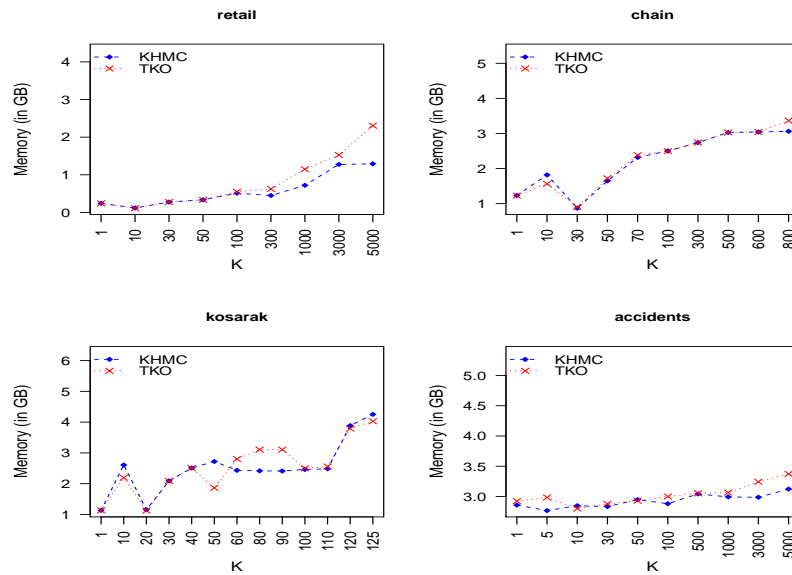 retail
KHMC
TKO
Memory (in GB)
4
3
2
1
0
1 10 30 50 100 300 1000 3000 5000
K
chain
KHMC
TKO
Memory (in GB)
5
4
3
2
1
1 10 30 50 70 100 300 500 600 800
K
kosarak
KHMC
TKO
Memory (in GB)
6
5
4
3
2
1
1 10 20 30 40 50 60 80 90 100 110 120 125
K
accidents
KHMC
TKO
Memory (in GB)
5.0
4.5
4.0
3.5
3.0
1 5 10 30 50 100 500 1000 3000 5000
K